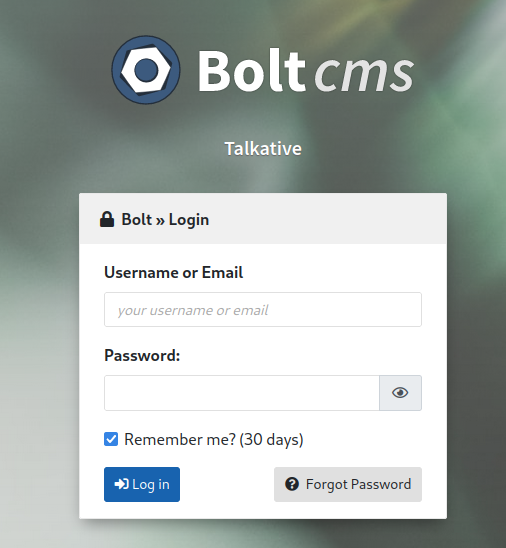 Bolt cms
Talkative
Bolt » Login
Username or Email
your username or email
Password:
Remember me? (30 days)
Log in
Forgot Password